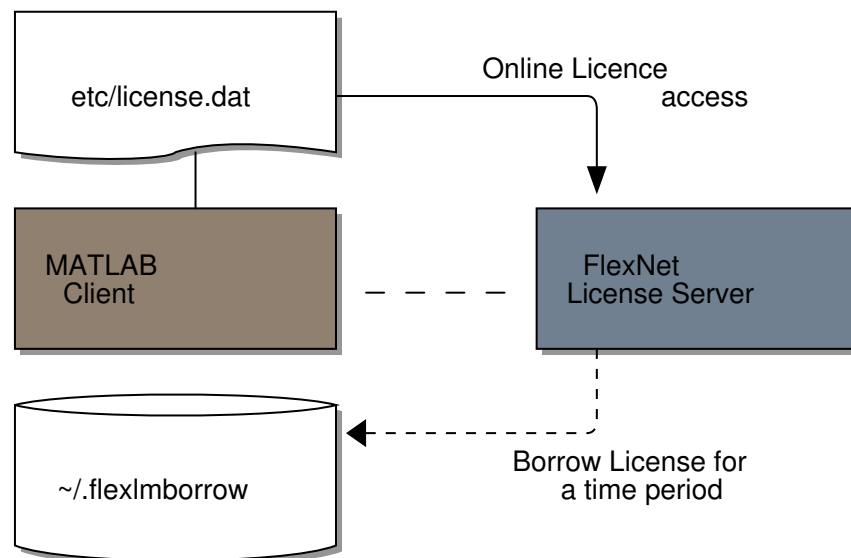 etc/license.dat
Online Licence
access
MATLAB
Client
FlexNet
License Server
~/.flexlmborrow
Borrow License for
a time period